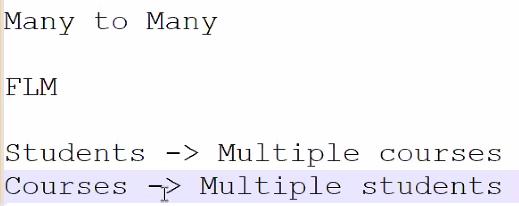 Many to Many
FLM
Students -> Multiple courses
Courses -> Multiple students